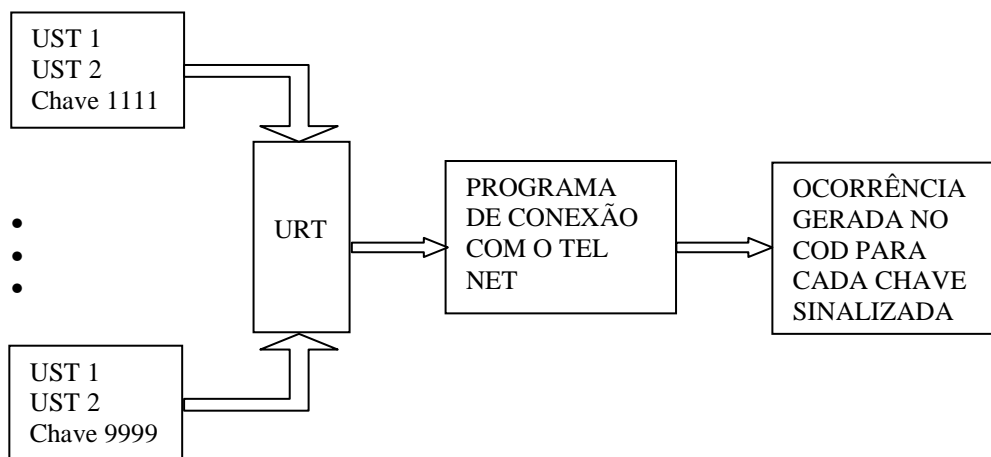 UST 1
UST 2
Chave 1111
URT
PROGRAMA
DE CONEXÃO
COM O TEL
NET
OCORRÊNCIA
GERADA NO
COD PARA
CADA CHAVE
SINALIZADA
UST 1
UST 2
Chave 9999